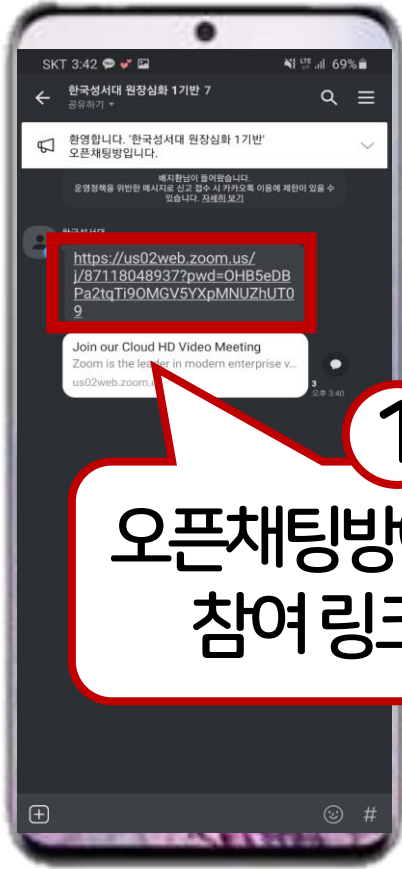 SKT 3:42
LTE 69%
한국성서대 원장심화 1기반 7
공유하기
환영합니다. '한국성서대 원장심화 1기반'
오픈채팅방입니다.
배지환님이 들어왔습니다.
운영정책을 위반한 메시지로 신고 접수 시 카카오톡 이용에 제한이 있을 수
있습니다. 자세히 보기
한국성서대
https://us02web.zoom.us/
j/87118048937?pwd=OHB5eDB
Pa2tqTi9OMGV5YXpMNUZhUT0
9
Join our Cloud HD Video Meeting
Zoom is the leader in modern enterprise v...
us02web.zoom.
3
오후 3:40
1
오픈채팅방
참여 링크
#